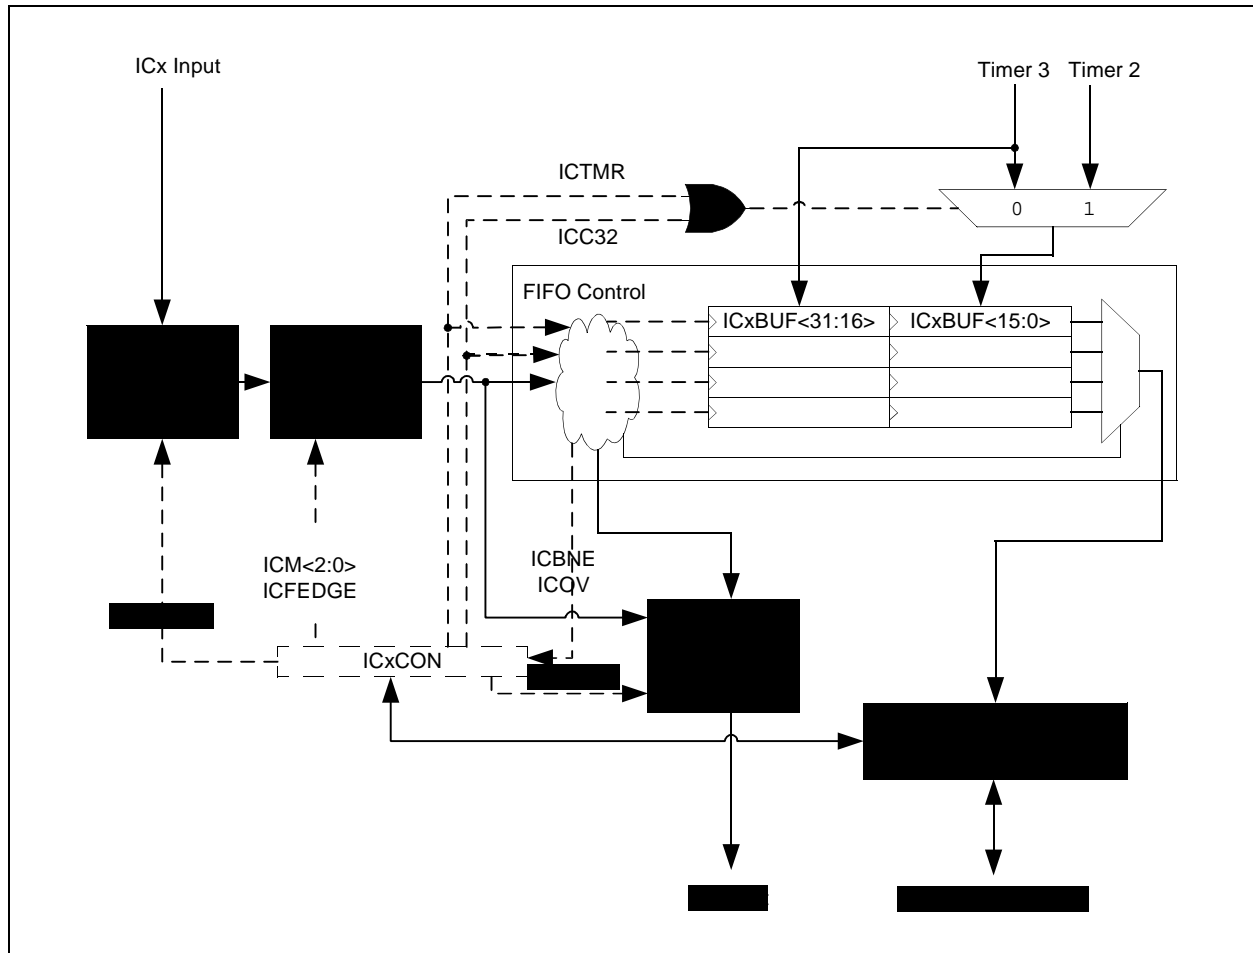 ICx Input
Timer 3 Timer 2
ICTMR
0 1
ICC32
FIFO Control
ICxBUF<31:16> ICxBUF<15:0>
ICM<2:0>
ICFEDGE
ICBNE
ICOV
ICxCON